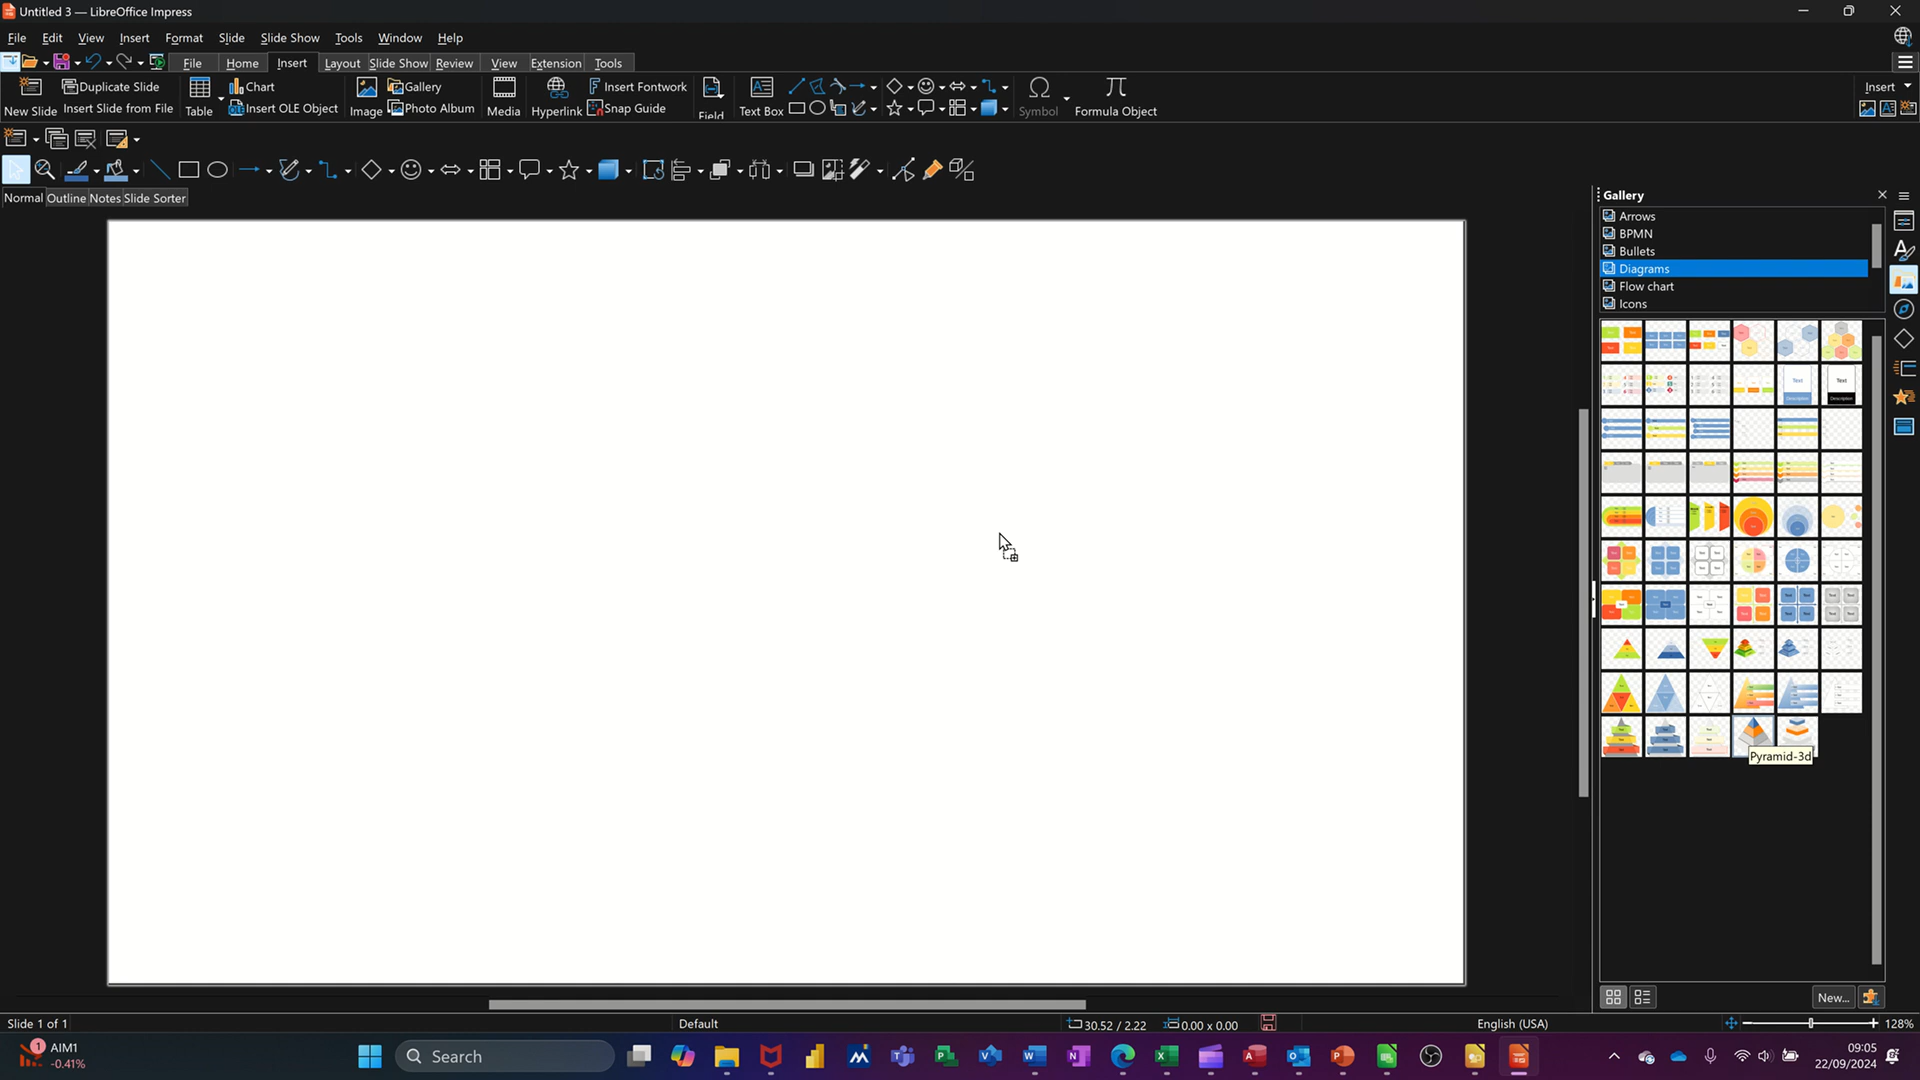 Untitled 3 — LibreOffice Impress
File Edit View Insert Format Slide Slide Show Tools Window Help
File Home Insert Layout Slide Show Review View Extension Tools
New Slide Duplicate Slide Insert Slide from File Table Chart Insert OLE Object Image Gallery Photo Album Media Hyperlink Insert Fontwork Snap Guide Field Text Box Symbol Formula Object Insert
Normal Outline Notes Slide Sorter
Gallery
Arrows
BPMN
Bullets
Diagrams
Flow chart
Icons
Pyramid-3d
New...
Slide 1 of 1 Default 30.52 / 2.22 0.00 x 0.00 English (USA) 128%
1 AIM1
-0.41%
Search
09:05
22/09/2024